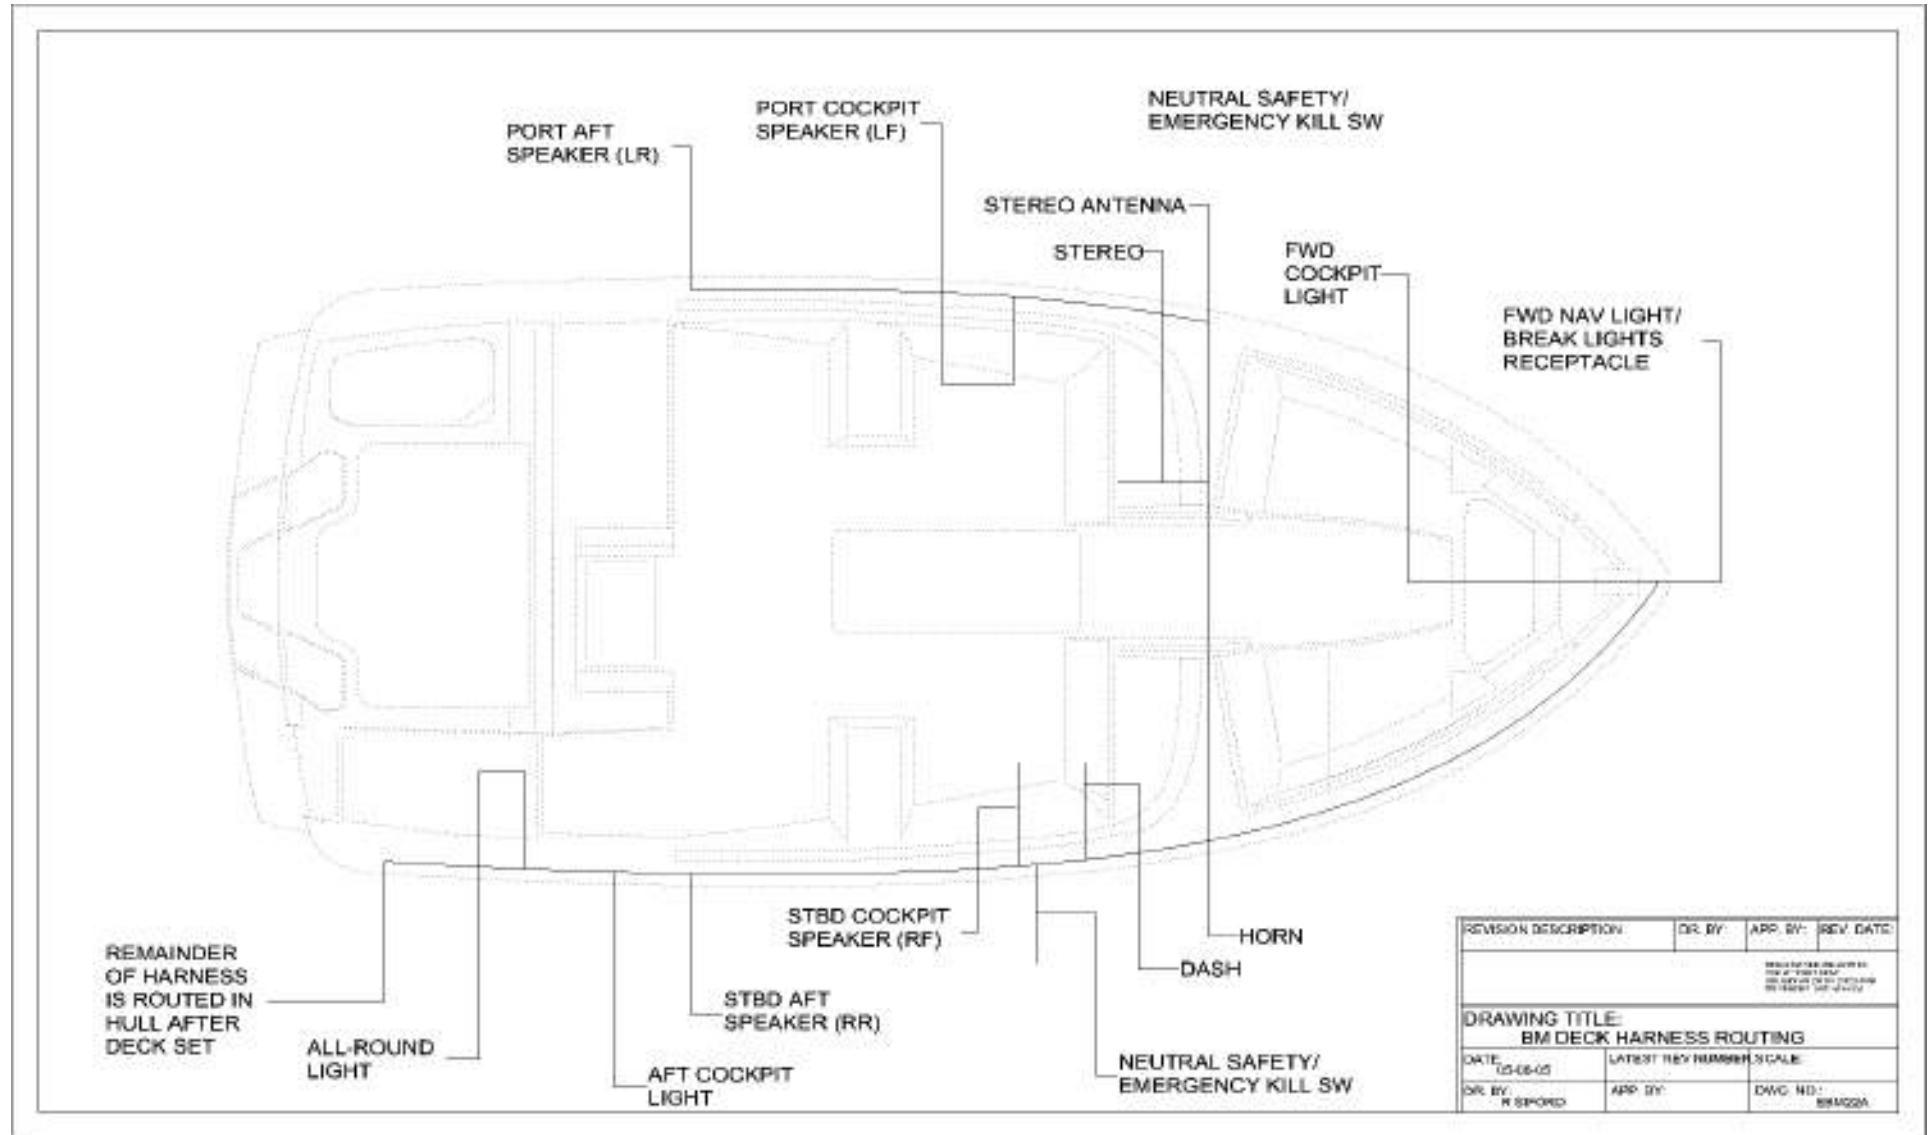 PORT COCKPIT
SPEAKER (LF)
NEUTRAL SAFETY/
EMERGENCY KILL SW
PORT AFT
SPEAKER (LR)
STEREO ANTENNA
STEREO
FWD
COCKPIT
LIGHT
FWD NAV LIGHT/
BREAK LIGHTS
RECEPTACLE
STBD COCKPIT
SPEAKER (RF)
HORN
DASH
REMAINDER
OF HARNESS
IS ROUTED IN
HULL AFTER
DECK SET
STBD AFT
SPEAKER (RR)
ALL-ROUND
LIGHT
AFT COCKPIT
LIGHT
NEUTRAL SAFETY/
EMERGENCY KILL SW
REVISION DESCRIPTION DR. BY: APP. BY: REV. DATE:
DRAWING TITLE:
BM DECK HARNESS ROUTING
DATE LATEST REV NUMBER SCALE
05-06-05
DR. BY: APP BY: DWG NO.:
R SIFORD